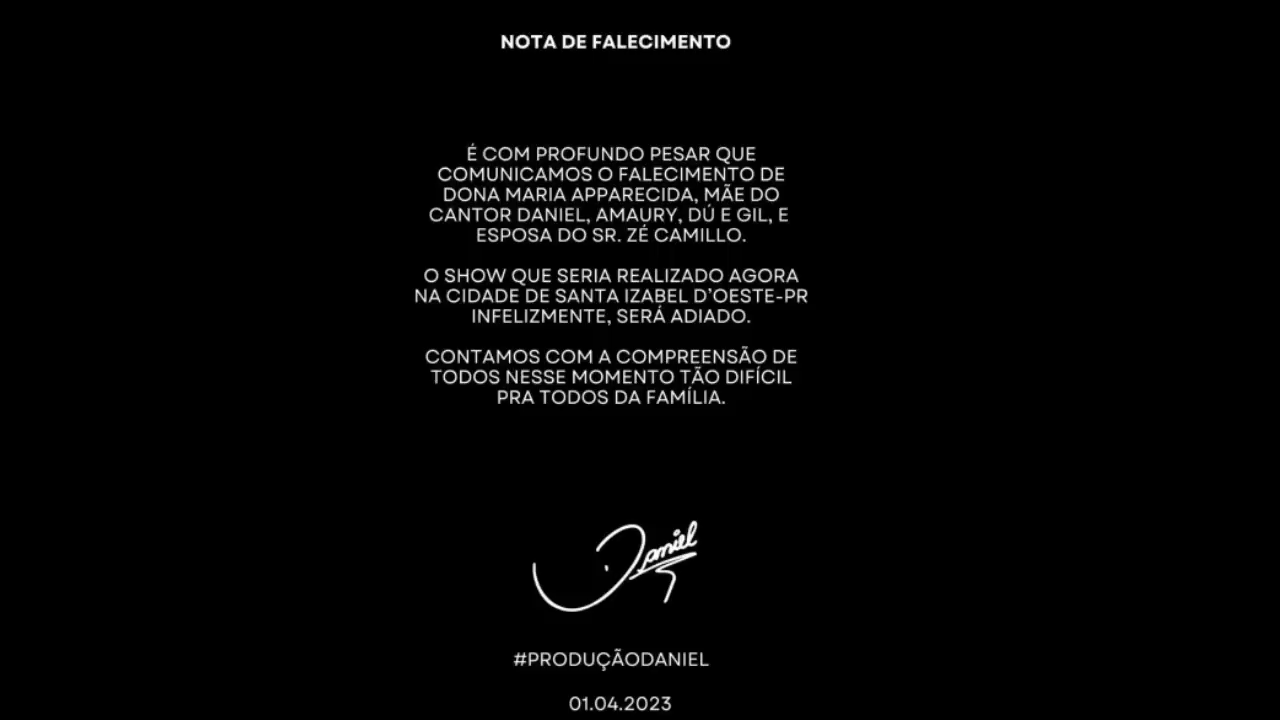 NOTA DE FALECIMENTO
É COM PROFUNDO PESAR QUE
COMUNICAMOS O FALECIMENTO DE
DONA MARIA APPARECIDA, MÃE DO
CANTOR DANIEL, AMAURY, DÚ E GIL, E
ESPOSA DO SR. ZÉ CAMILLO.
O SHOW QUE SERIA REALIZADO AGORA
NA CIDADE DE SANTA IZABEL D'OESTE-PR
INFELIZMENTE, SERÁ ADIADO.
CONTAMOS COM A COMPREENSÃO DE
TODOS NESSE MOMENTO TÃO DIFÍCIL
PRA TODOS DA FAMÍLIA.
Daniel
#PRODUÇÃODANIEL
01.04.2023